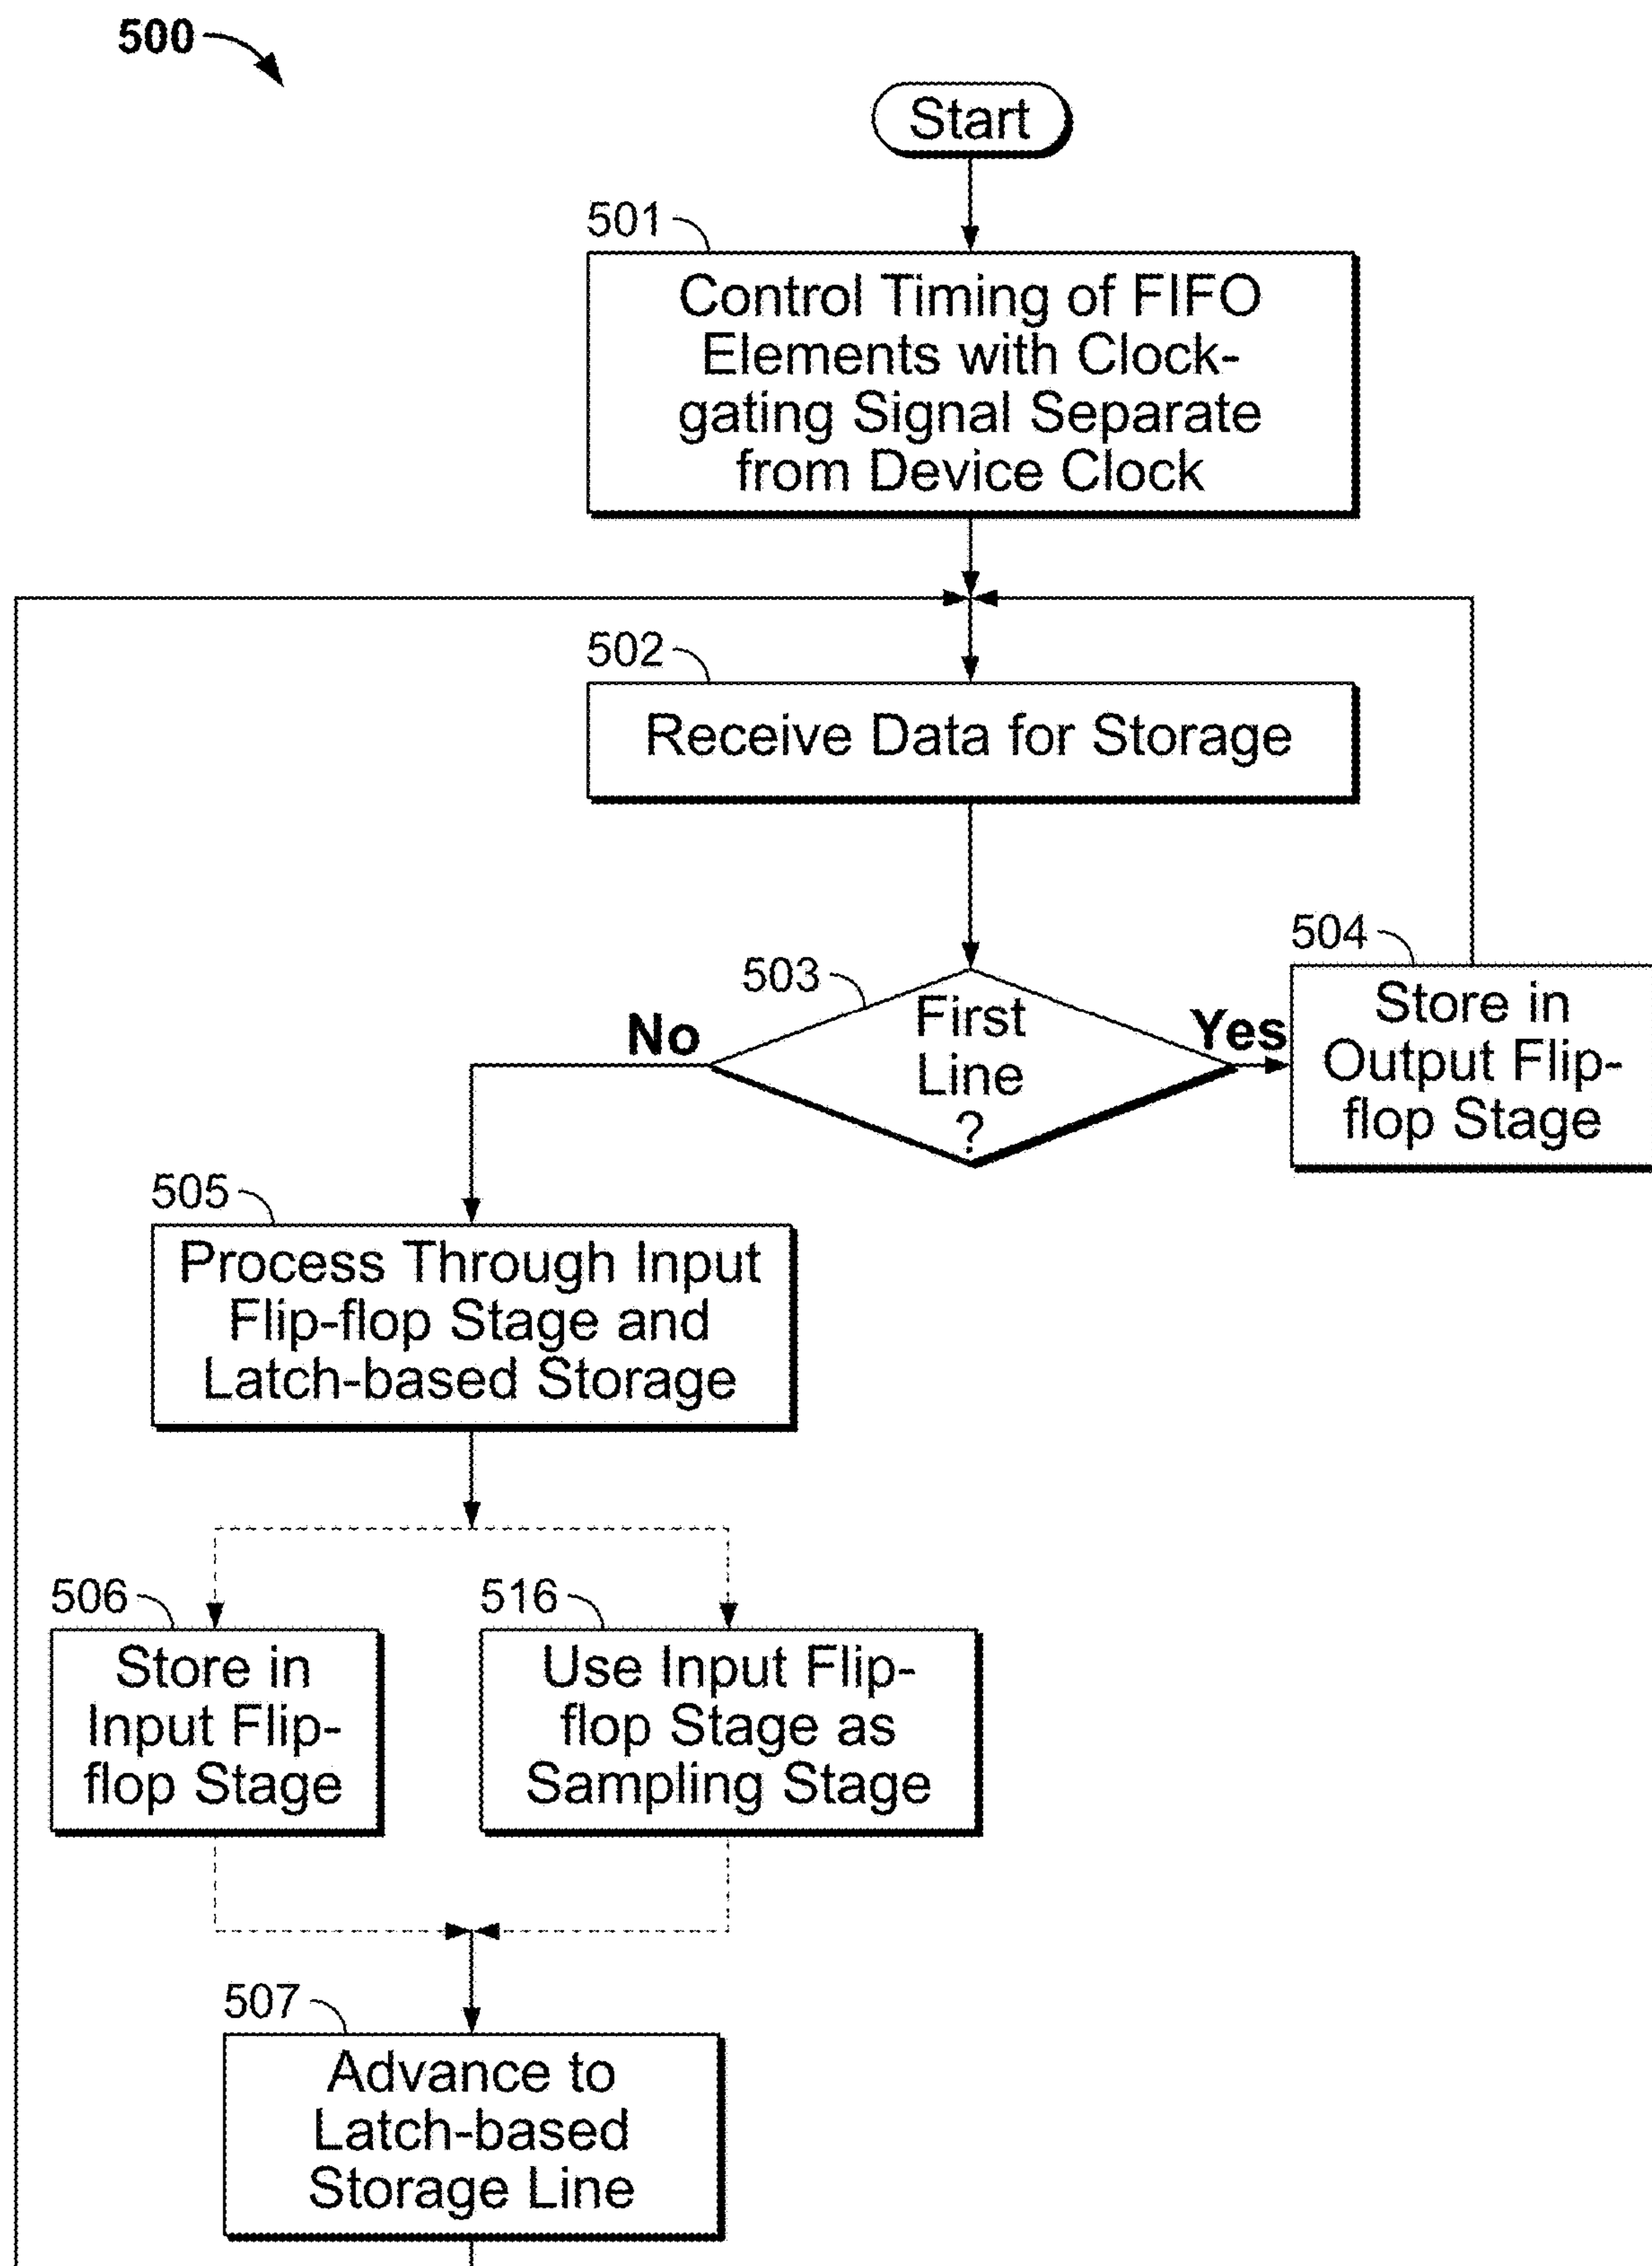 500
Start
501
Control Timing of FIFO
Elements with Clock-
gating Signal Separate
from Device Clock
502
Receive Data for Storage
503
First
Line
?
No
Yes
504
Store in
Output Flip-
flop Stage
505
Process Through Input
Flip-flop Stage and
Latch-based Storage
506
Store in
Input Flip-
flop Stage
516
Use Input Flip-
flop Stage as
Sampling Stage
507
Advance to
Latch-based
Storage Line